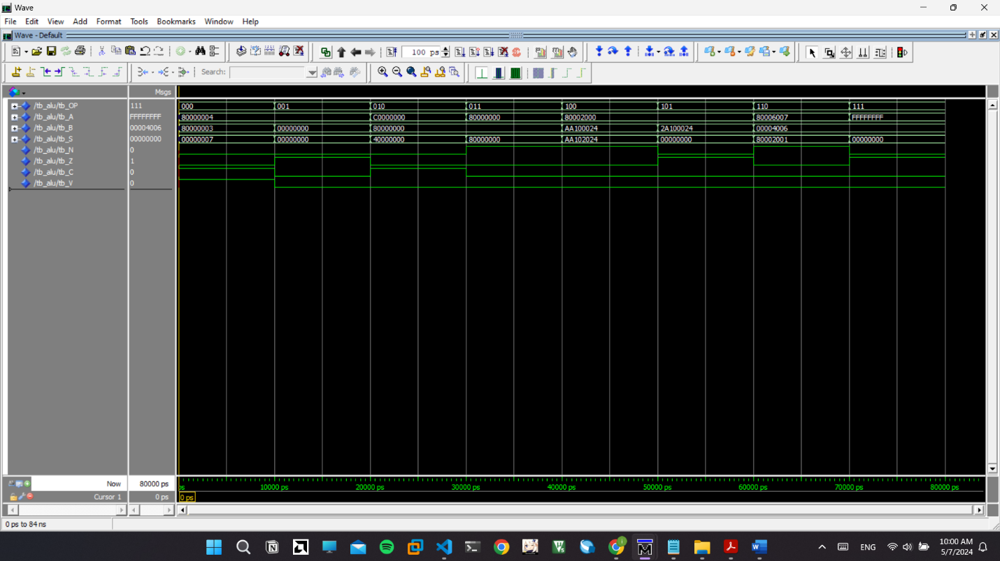 Wave
File Edit View Add Format Tools Bookmarks Window Help
Wave - Default
100 ps
Search:
Msgs
/tb_alu/tb_OP 111 000 001 010 011 100 101 110 111
/tb_alu/tb_A FFFFFFFF 80000004 C0000000 80000000 80002000 80006007 FFFFFFFF
/tb_alu/tb_B 00004006 80000003 00000000 80000000 AA100024 2A100024 00004006
/tb_alu/tb_S 00000000 00000007 00000000 40000000 80000000 AA102024 00000000 80002001 00000000
/tb_alu/tb_N 0
/tb_alu/tb_Z 1
/tb_alu/tb_C 0
/tb_alu/tb_V 0
Now 80000 ps ps 10000 ps 20000 ps 30000 ps 40000 ps 50000 ps 60000 ps 70000 ps 80000 ps
Cursor 1 0 ps 0 ps
0 ps to 84 ns
ENG
10:00 AM
5/7/2024